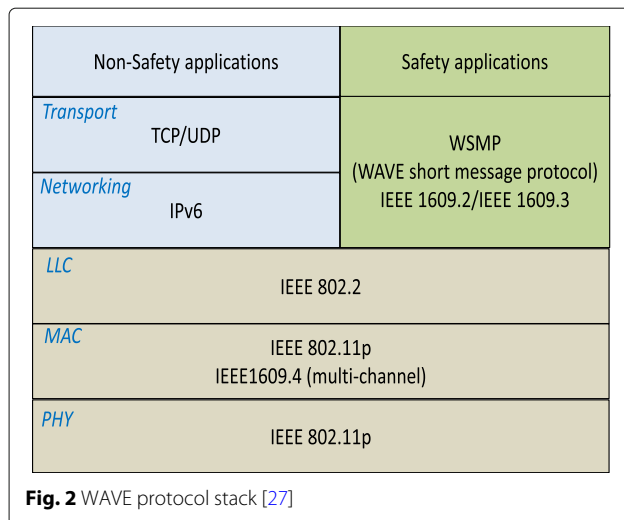 Non-Safety applications
Safety applications
Transport
TCP/UDP
Networking
IPv6
WSMP
(WAVE short message protocol)
IEEE 1609.2/IEEE 1609.3
LLC
IEEE 802.2
MAC
IEEE 802.11p
IEEE1609.4 (multi-channel)
PHY
IEEE 802.11p
Fig. 2 WAVE protocol stack [27]